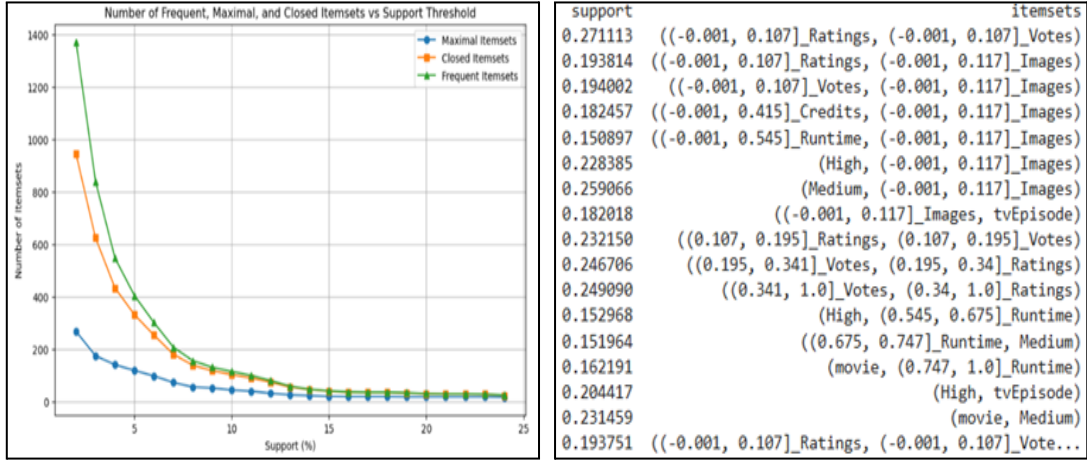 Number of Frequent, Maximal, and Closed Itemsets vs Support Threshold
Maximal Itemsets
Closed Itemsets
Frequent Itemsets
1400
1200
1000
800
600
400
200
0
Number of Itemsets
5
10
15
20
25
Support (%)
support itemsets
0.271113 ((-0.001, 0.107]_Ratings, (-0.001, 0.107]_Votes)
0.193814 ((-0.001, 0.107]_Ratings, (-0.001, 0.117]_Images)
0.194002 ((-0.001, 0.107]_Votes, (-0.001, 0.117]_Images)
0.182457 ((-0.001, 0.415]_Credits, (-0.001, 0.117]_Images)
0.150897 ((-0.001, 0.545]_Runtime, (-0.001, 0.117]_Images)
0.228385 (High, (-0.001, 0.117]_Images)
0.259066 (Medium, (-0.001, 0.117]_Images)
0.182018 ((-0.001, 0.117]_Images, tvEpisode)
0.232150 ((0.107, 0.195]_Ratings, (0.107, 0.195]_Votes)
0.246706 ((0.195, 0.341]_Votes, (0.195, 0.34]_Ratings)
0.249090 ((0.341, 1.0]_Votes, (0.34, 1.0]_Ratings)
0.152968 (High, (0.545, 0.675]_Runtime)
0.151964 ((0.675, 0.747]_Runtime, Medium)
0.162191 (movie, (0.747, 1.0]_Runtime)
0.204417 (High, tvEpisode)
0.231459 (movie, Medium)
0.193751 ((-0.001, 0.107]_Ratings, (-0.001, 0.107]_Vote...